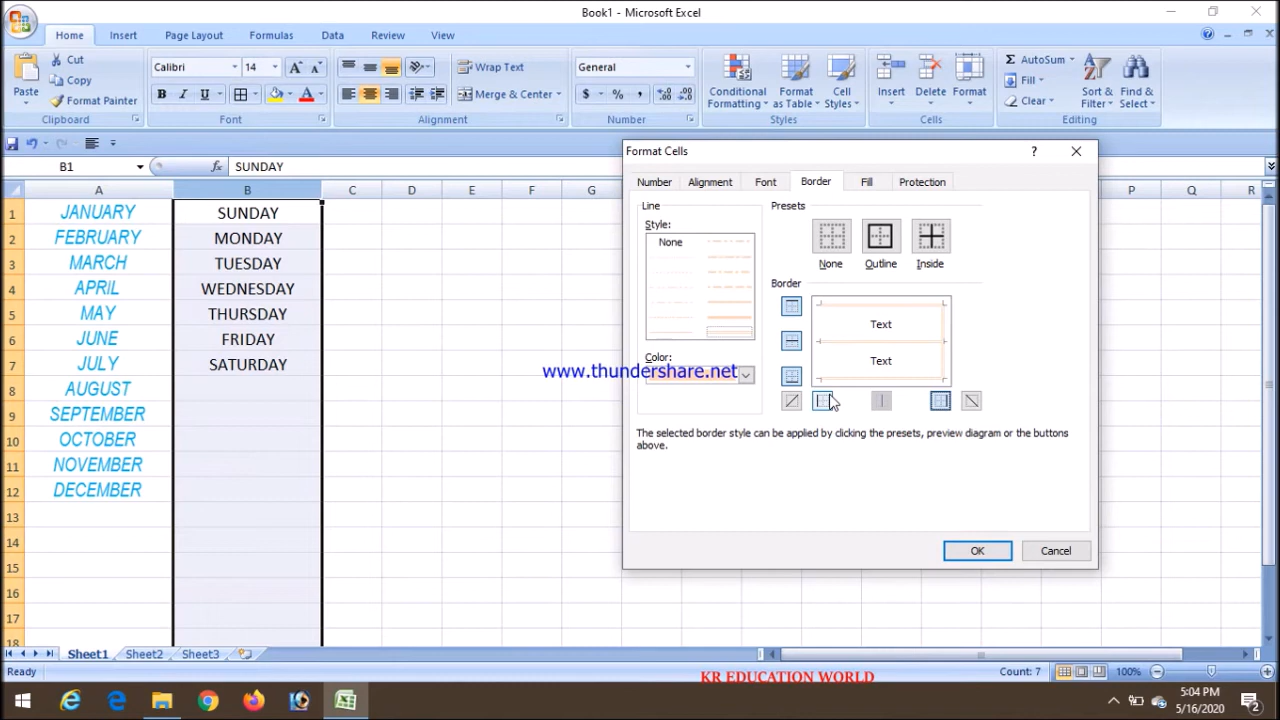 Book1 - Microsoft Excel
Home Insert Page Layout Formulas Data Review View
Cut
Copy
Format Painter
Paste
Clipboard
Calibri 14
B I U
Font
Wrap Text
Merge & Center
Alignment
General
$ % ,
Number
Conditional Formatting
Format as Table
Cell Styles
Styles
Insert Delete Format
Cells
Σ AutoSum
Fill
Clear
Sort & Filter
Find & Select
Editing
B1 fx SUNDAY
A B C D E F G P Q R
1 JANUARY SUNDAY
2 FEBRUARY MONDAY
3 MARCH TUESDAY
4 APRIL WEDNESDAY
5 MAY THURSDAY
6 JUNE FRIDAY
7 JULY SATURDAY
8 AUGUST
9 SEPTEMBER
10 OCTOBER
11 NOVEMBER
12 DECEMBER
13
14
15
16
17
18
Format Cells ?
Number Alignment Font Border Fill Protection
Line
Style:
None
Color:
Presets
None Outline Inside
Border
Text
Text
www.thundershare.net
The selected border style can be applied by clicking the presets, preview diagram or the buttons
above.
OK Cancel
Sheet1 Sheet2 Sheet3
Ready Count: 7 100%
KR EDUCATION WORLD
5:04 PM
5/16/2020
2